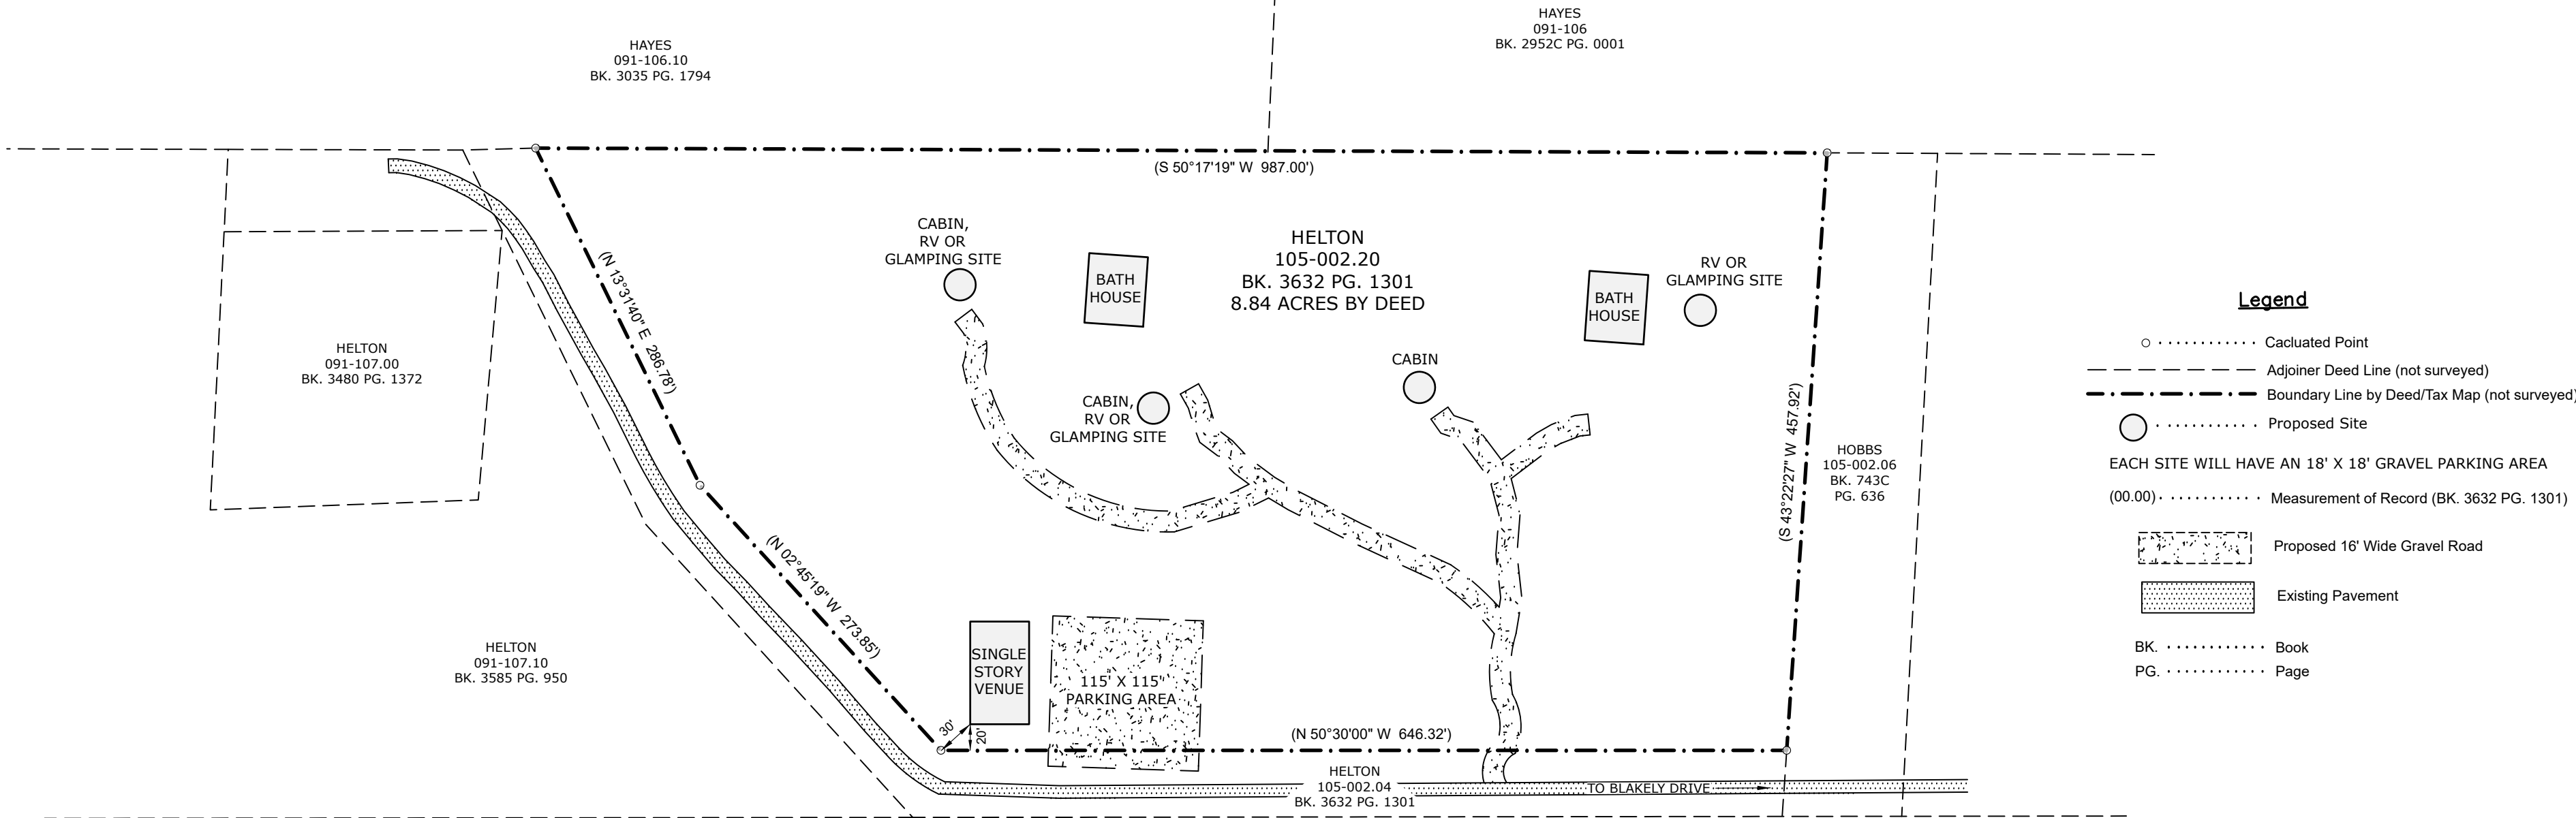 HAYES
091-106.10
BK. 3035 PG. 1794
HAYES
091-106
BK. 2952C PG. 0001
(S 50°17'19" W 987.00')
CABIN,
RV OR
GLAMPING SITE
BATH
HOUSE
HELTON
105-002.20
BK. 3632 PG. 1301
8.84 ACRES BY DEED
BATH
HOUSE
RV OR
GLAMPING SITE
(N 13°31'40" E 286.78')
HELTON
091-107.00
BK. 3480 PG. 1372
CABIN,
RV OR
GLAMPING SITE
CABIN
(S 43°22'27" W 457.92')
HOBBS
105-002.06
BK. 743C
PG. 636
(N 02°45'19" W 273.85')
HELTON
091-107.10
BK. 3585 PG. 950
SINGLE
STORY
VENUE
115' X 115'
PARKING AREA
30'
20'
(N 50°30'00" W 646.32')
HELTON
105-002.04
BK. 3632 PG. 1301
TO BLAKELY DRIVE
Legend
Cacluated Point
Adjoiner Deed Line (not surveyed)
Boundary Line by Deed/Tax Map (not surveyed)
Proposed Site
EACH SITE WILL HAVE AN 18' X 18' GRAVEL PARKING AREA
(00.00) Measurement of Record (BK. 3632 PG. 1301)
Proposed 16' Wide Gravel Road
Existing Pavement
BK. Book
PG. Page